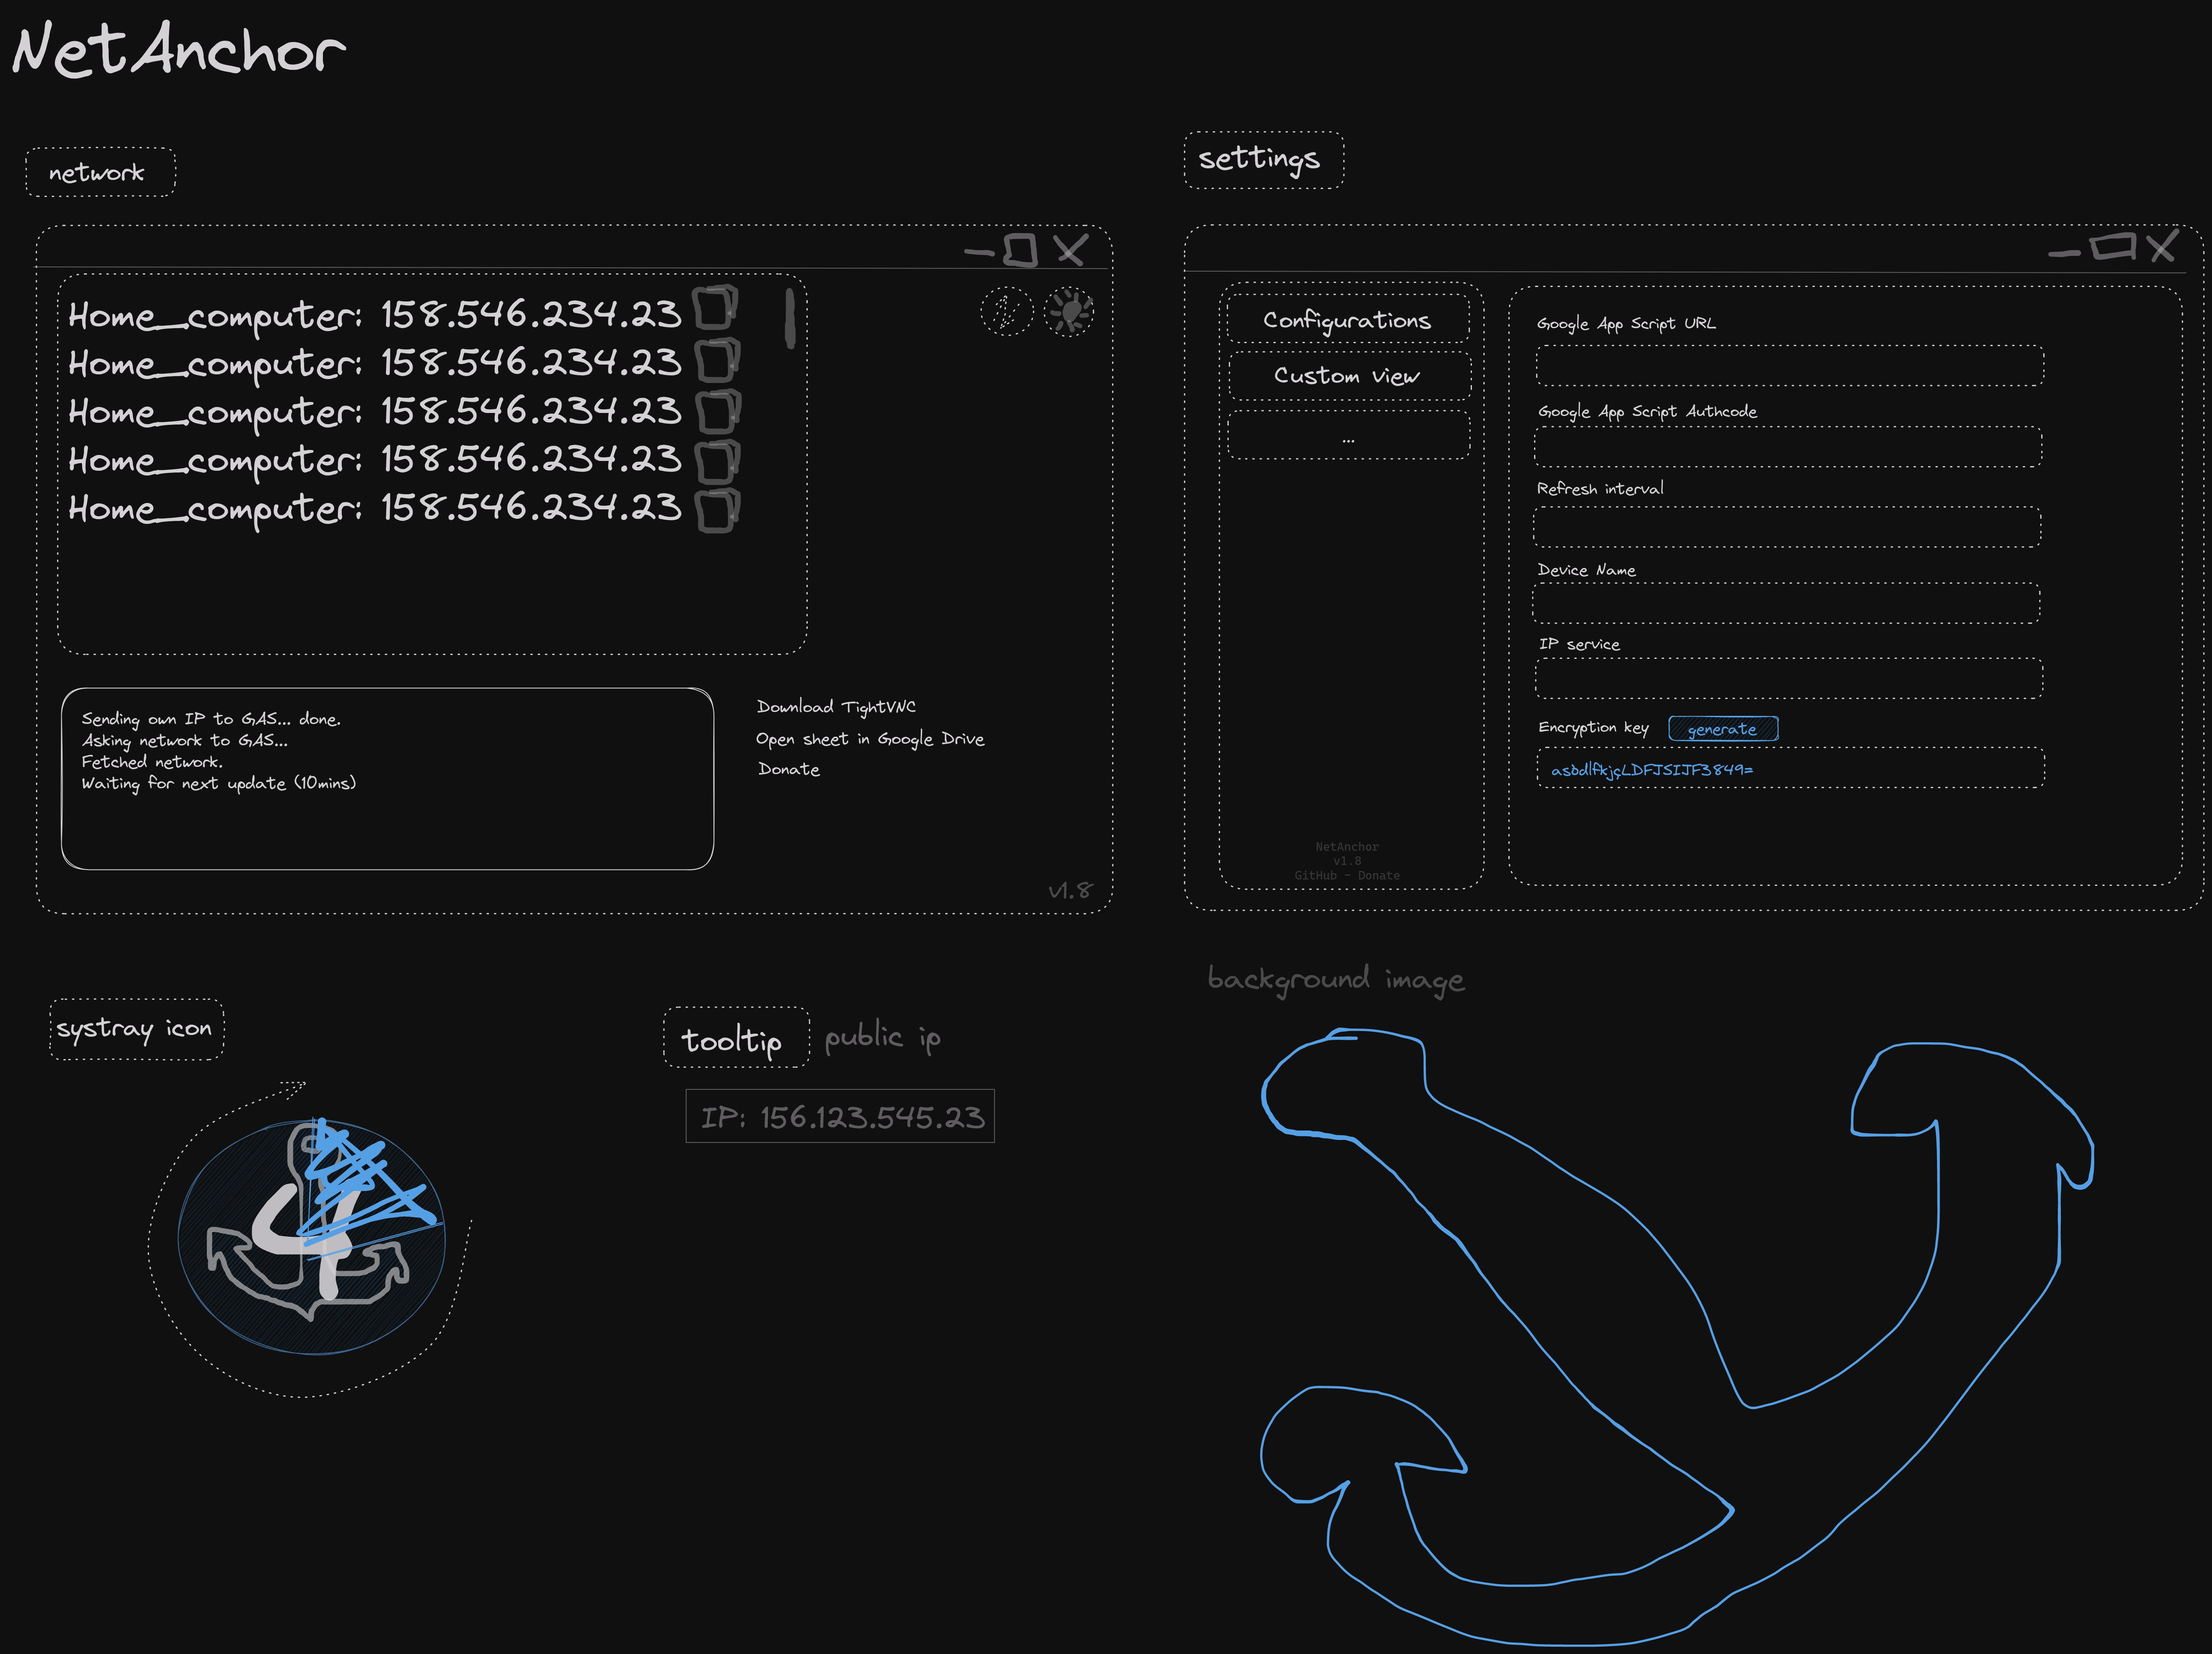 NetAnchor
network
Home_computer: 158.546.234.23
Home_computer: 158.546.234.23
Home_computer: 158.546.234.23
Home_computer: 158.546.234.23
Home_computer: 158.546.234.23
Sending own IP to GAS... done.
Asking network to GAS...
Fetched network.
Waiting for next update (10mins)
Download TightVNC
Open sheet in Google Drive
Donate
v1.8
settings
Configurations
Custom view
...
NetAnchor
v1.8
GitHub - Donate
Google App Script URL
Google App Script Authcode
Refresh interval
Device Name
IP service
Encryption key
generate
asbdlfkjçLDFJSIJF3849=
systray icon
4
tooltip
public ip
IP: 156.123.545.23
background image